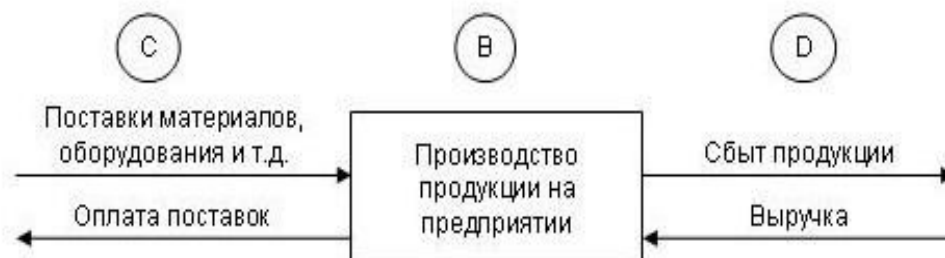 C
B
D
Поставки материалов,
оборудования и т.д.
Оплата поставок
Производство
продукции на
предприятии
Сбыт продукции
Выручка